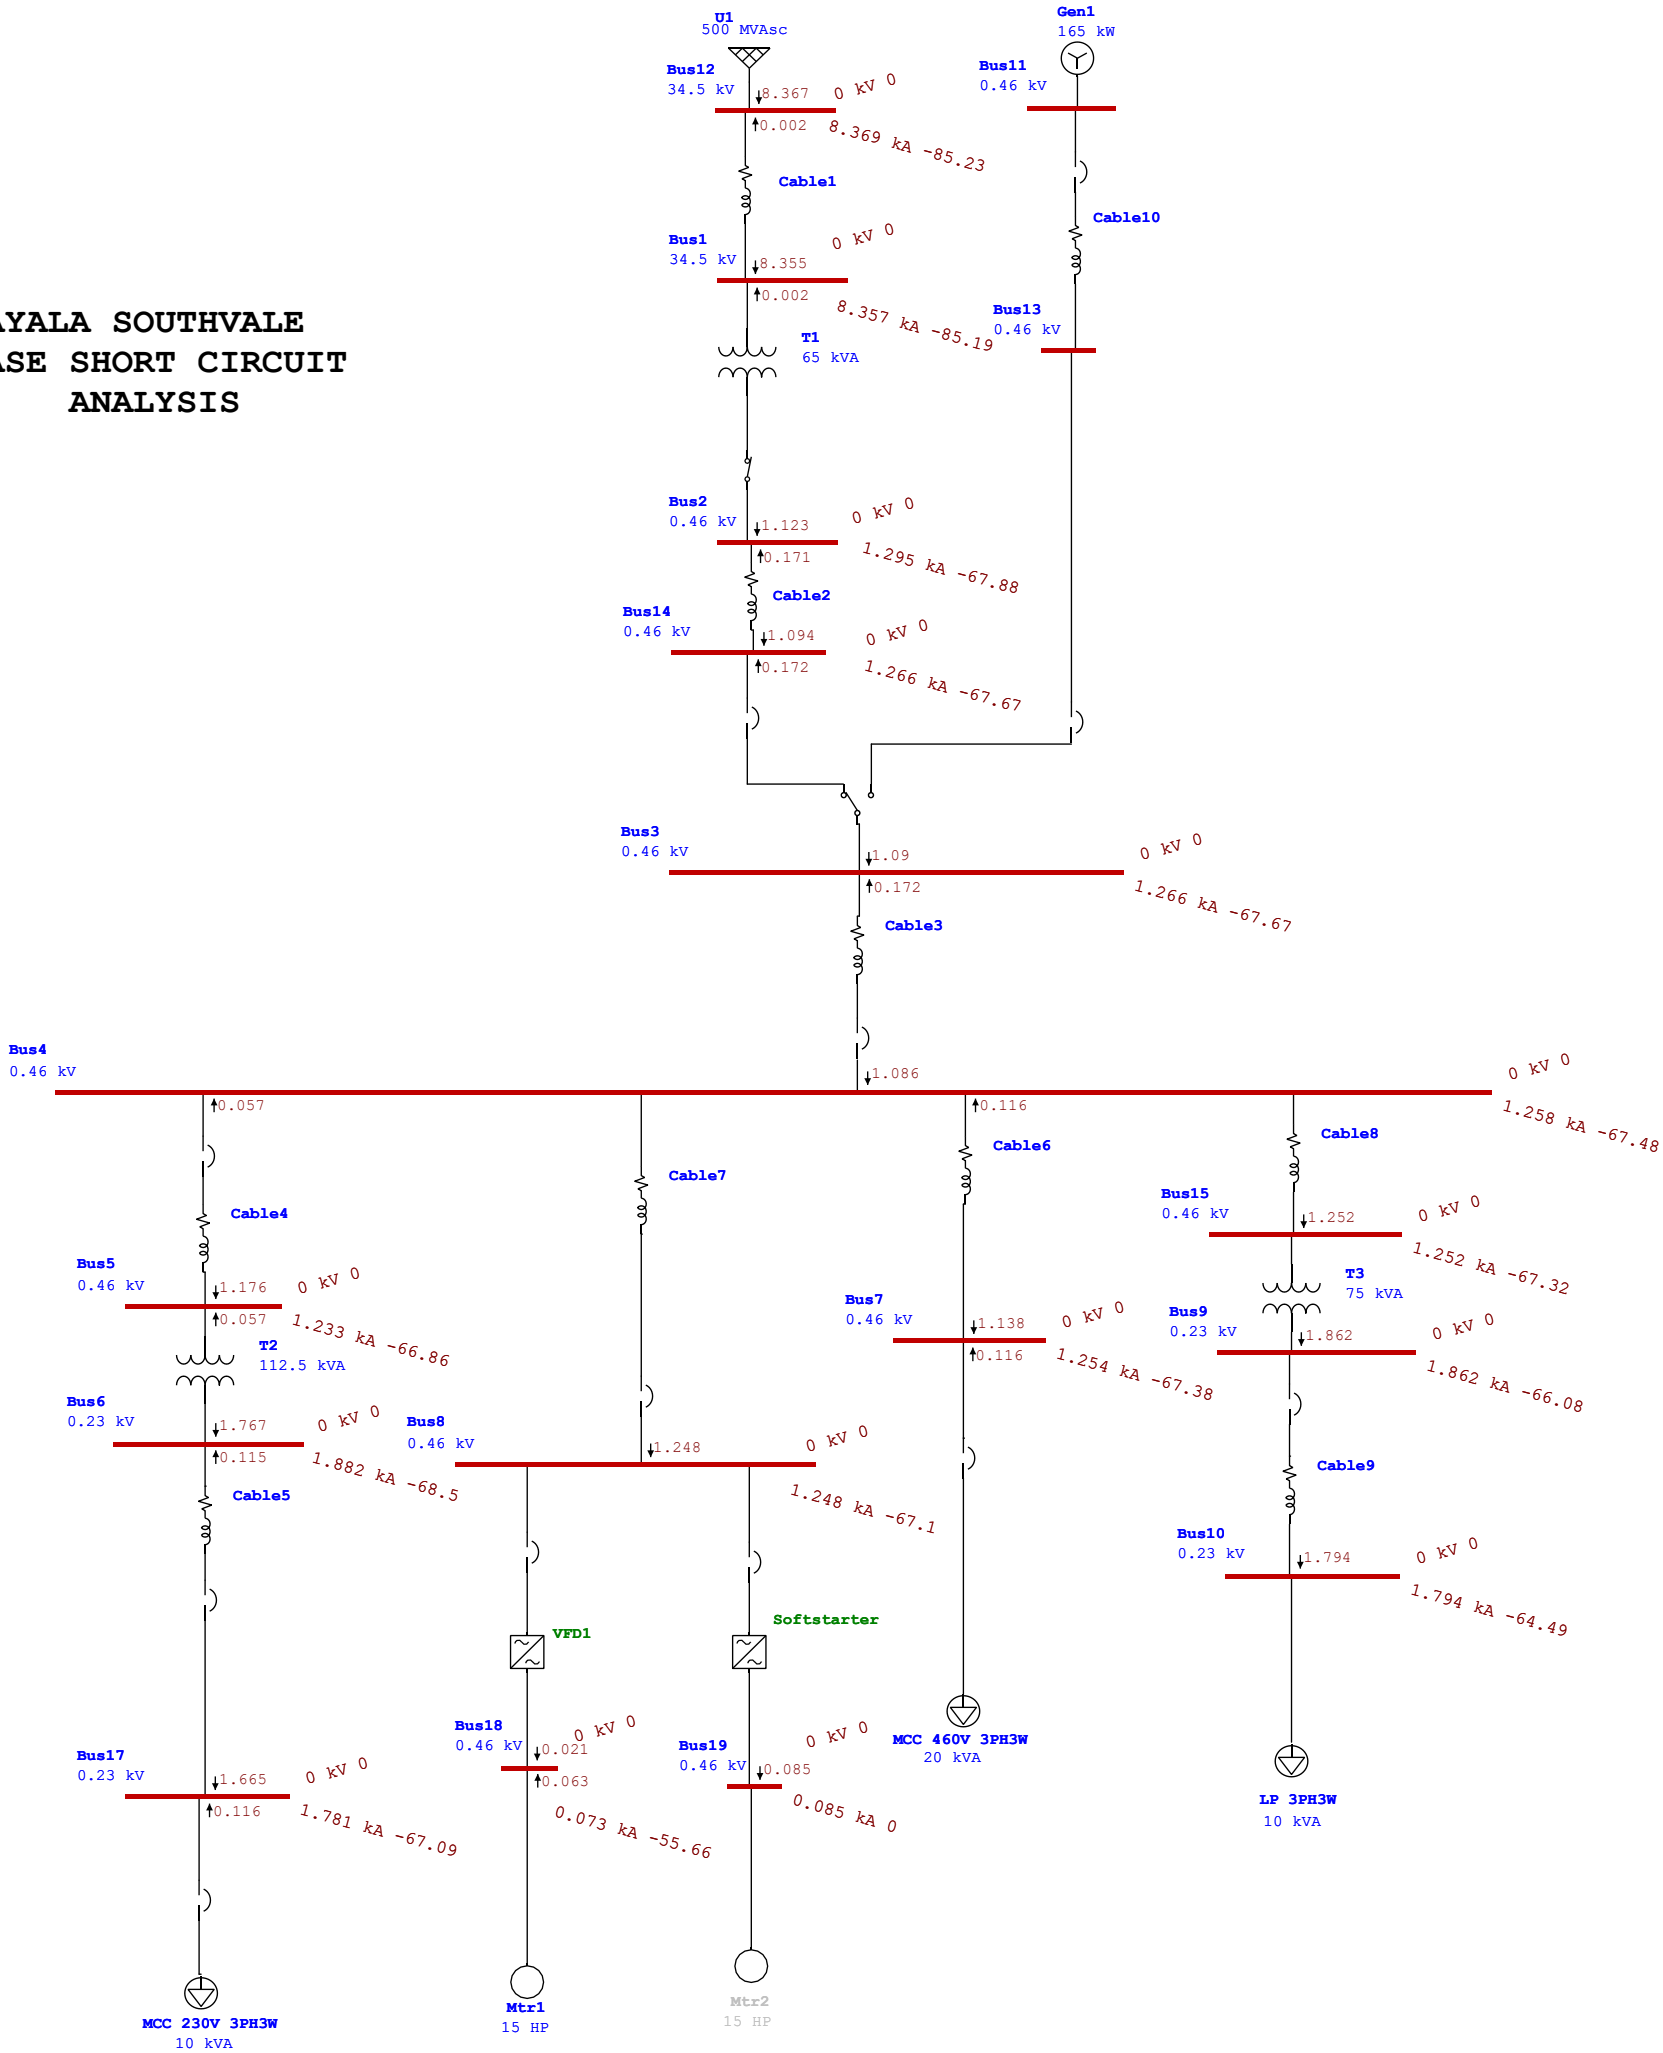 U1
500 MVAsc
Gen1
165 kW
Bus12
34.5 kV
8.367
0 kV 0
0.002
8.369 kA -85.23
Bus11
0.46 kV
Cable1
Cable10
Bus1
34.5 kV
8.355
0 kV 0
0.002
8.357 kA -85.19
Bus13
0.46 kV
AYALA SOUTHVALE
ASE SHORT CIRCUIT
ANALYSIS
T1
65 kVA
Bus2
0.46 kV
1.123
0 kV 0
0.171
1.295 kA -67.88
Cable2
Bus14
0.46 kV
1.094
0 kV 0
0.172
1.266 kA -67.67
Bus3
0.46 kV
1.09
0 kV 0
0.172
1.266 kA -67.67
Cable3
Bus4
0.46 kV
1.086
0 kV 0
0.057
0.116
1.258 kA -67.48
Cable4
Cable7
Cable6
Cable8
Bus15
0.46 kV
1.252
0 kV 0
1.252 kA -67.32
Bus5
0.46 kV
1.176
0 kV 0
0.057
1.233 kA -66.86
T2
112.5 kVA
Bus7
0.46 kV
1.138
0 kV 0
0.116
1.254 kA -67.38
T3
75 kVA
Bus9
0.23 kV
1.862
0 kV 0
1.862 kA -66.08
Bus6
0.23 kV
1.767
0 kV 0
0.115
1.882 kA -68.5
Bus8
0.46 kV
1.248
0 kV 0
1.248 kA -67.1
Cable5
Cable9
Bus10
0.23 kV
1.794
0 kV 0
1.794 kA -64.49
VFD1
Softstarter
Bus17
0.23 kV
1.665
0 kV 0
0.116
1.781 kA -67.09
Bus18
0.46 kV
0.021
0 kV 0
0.063
0.073 kA -55.66
Bus19
0.46 kV
0.085
0 kV 0
0.085 kA 0
MCC 460V 3PH3W
20 kVA
LP 3PH3W
10 kVA
MCC 230V 3PH3W
10 kVA
Mtr1
15 HP
Mtr2
15 HP